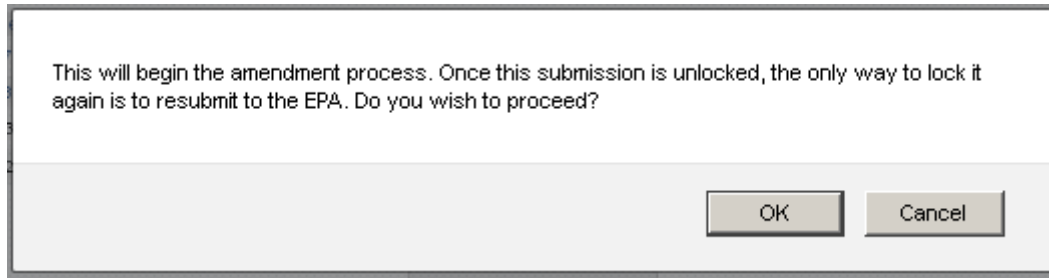 This will begin the amendment process. Once this submission is unlocked, the only way to lock it
again is to resubmit to the EPA. Do you wish to proceed?
OK
Cancel